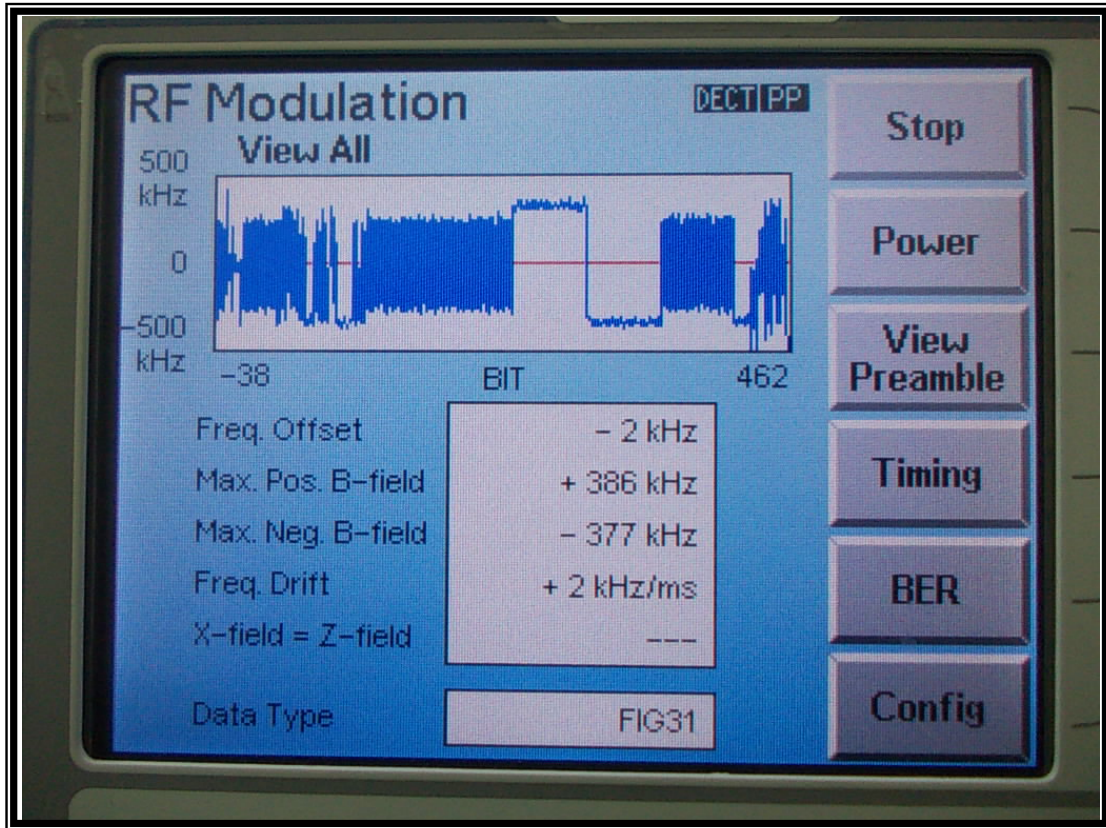 RF Modulation
DECT PP
View All
500
kHz
0
-500
kHz
-38
BIT
462
Freq. Offset
- 2 kHz
Max. Pos. B-field
+ 386 kHz
Max. Neg. B-field
- 377 kHz
Freq. Drift
+ 2 kHz/ms
X-field = Z-field
---
Data Type
FIG31
Stop
Power
View
Preamble
Timing
BER
Config